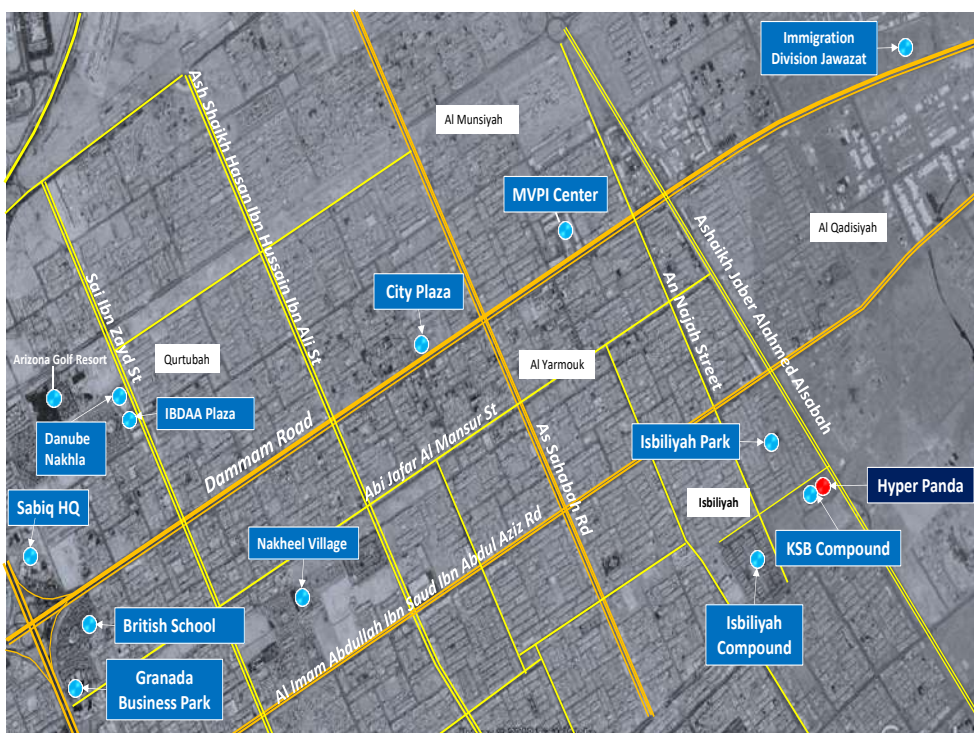 Immigration
Division Jawazat
Al Munsiyah
Ash Shaikh Hasan Ibn Hussain Ibn Ali St
MVPI Center
Al Qadisiyah
Ashaikh Jaber Alahmed Alsabah
Sai Ibn Zayd St
City Plaza
An Najah Street
Arizona Golf Resort
Qurtubah
Al Yarmouk
IBDAA Plaza
Danube
Nakhla
Dammam Road
Abi Jafar Al Mansur St
As Sahabah Rd
Isbiliyah Park
Sabiq HQ
Isbiliyah
Hyper Panda
Nakheel Village
KSB Compound
Al Imam Abdullah Ibn Saud Ibn Abdul Aziz Rd
British School
Isbiliyah
Compound
Granada
Business Park